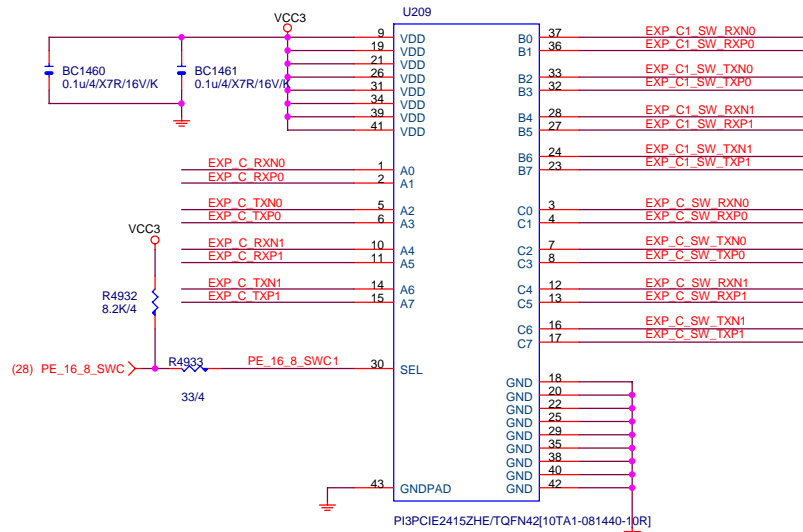 U209
VCC3
BC1460
0.1u/4/X7R/16V/K
BC1461
0.1u/4/X7R/16V/K
9 VDD
19 VDD
21 VDD
26 VDD
31 VDD
34 VDD
39 VDD
41 VDD
EXP_C_RXN0 1 A0
EXP_C_RXP0 2 A1
EXP_C_TXN0 5 A2
EXP_C_TXP0 6 A3
EXP_C_RXN1 10 A4
EXP_C_RXP1 11 A5
EXP_C_TXN1 14 A6
EXP_C_TXP1 15 A7
VCC3
R4932
8.2K/4
(28) PE_16_8_SWC
R4933
33/4
PE_16_8_SWC1 30 SEL
43 GNDPAD
B0 37 EXP_C1_SW_RXN0
B1 36 EXP_C1_SW_RXP0
B2 33 EXP_C1_SW_TXN0
B3 32 EXP_C1_SW_TXP0
B4 28 EXP_C1_SW_RXN1
B5 27 EXP_C1_SW_RXP1
B6 24 EXP_C1_SW_TXN1
B7 23 EXP_C1_SW_TXP1
C0 3 EXP_C_SW_RXN0
C1 4 EXP_C_SW_RXP0
C2 7 EXP_C_SW_TXN0
C3 8 EXP_C_SW_TXP0
C4 12 EXP_C_SW_RXN1
C5 13 EXP_C_SW_RXP1
C6 16 EXP_C_SW_TXN1
C7 17 EXP_C_SW_TXP1
GND 18
GND 20
GND 22
GND 25
GND 29
GND 35
GND 38
GND 40
GND 42
PI3PCIE2415ZHE/TQFN42[10TA1-081440-10R]